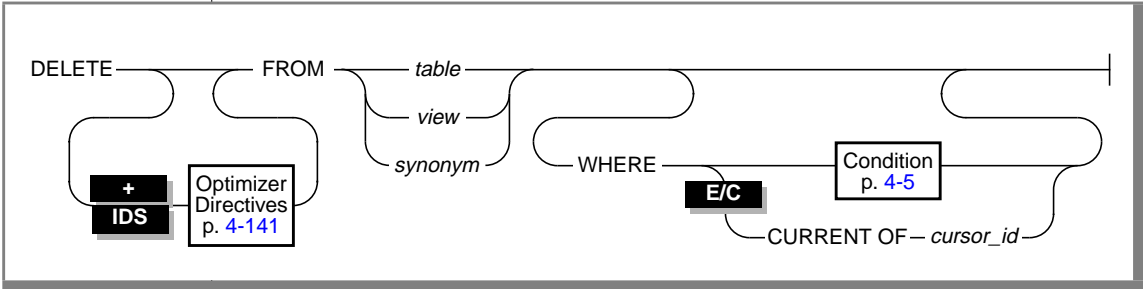 DELETE FROM table
view
synonym
+
IDS
Optimizer
Directives
p. 4-141
WHERE
E/C
Condition
p. 4-5
CURRENT OF cursor_id